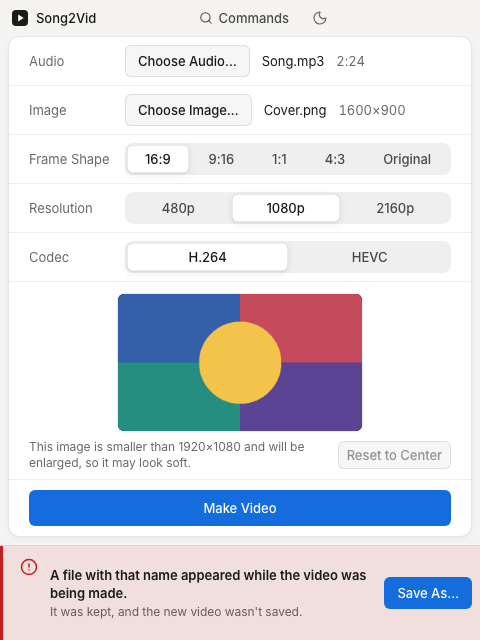 Song2Vid
Commands
Audio
Choose Audio...
Song.mp3
2:24
Image
Choose Image...
Cover.png
1600×900
Frame Shape
16:9
9:16
1:1
4:3
Original
Resolution
480p
1080p
2160p
Codec
H.264
HEVC
This image is smaller than 1920×1080 and will be
enlarged, so it may look soft.
Reset to Center
Make Video
A file with that name appeared while the video was
being made.
It was kept, and the new video wasn't saved.
Save As...